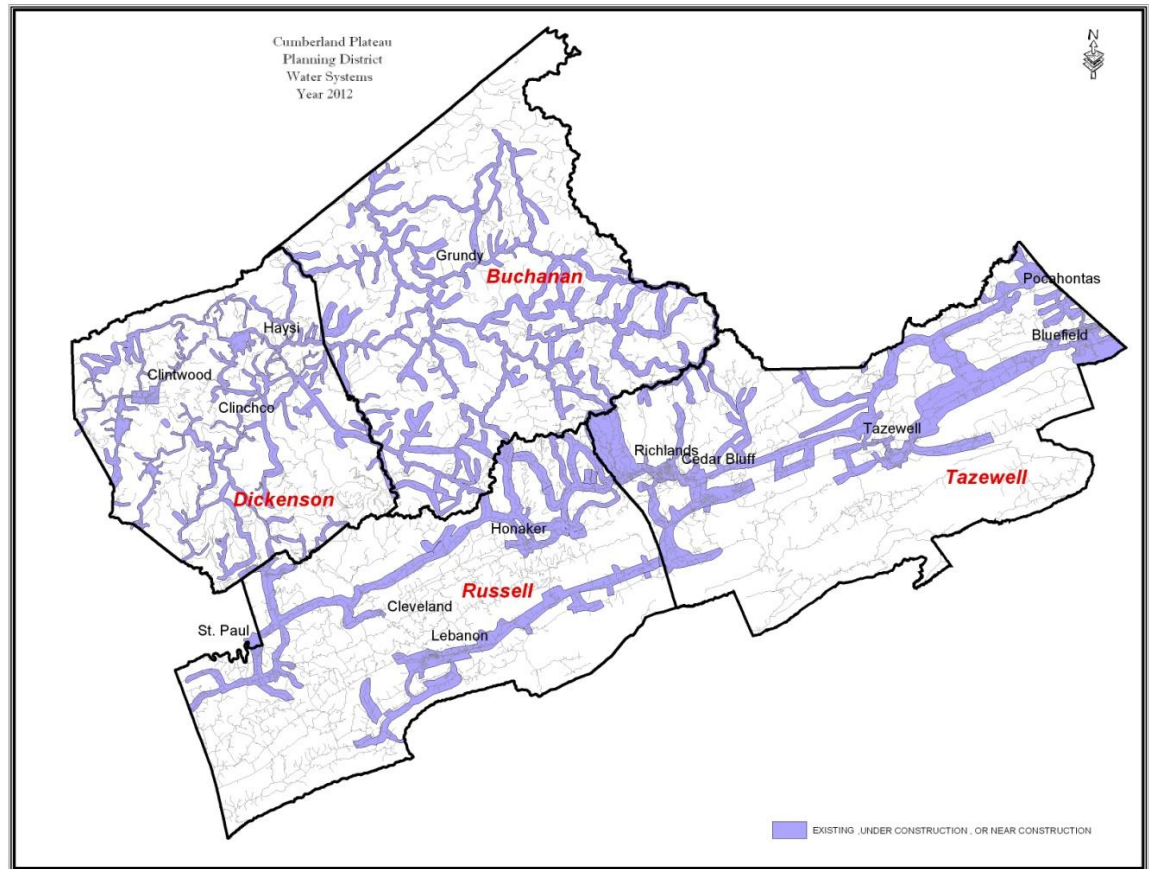 Cumberland Plateau
Planning District
Water Systems
Year 2012
N
Pocahontas
Grundy
Buchanan
Bluefield
Haysi
Clintwood
Clinchco
Tazewell
Richlands
Cedar Bluff
Tazewell
Dickenson
Honaker
Russell
Cleveland
St. Paul
Lebanon
EXISTING ,UNDER CONSTRUCTION , OR NEAR CONSTRUCTION